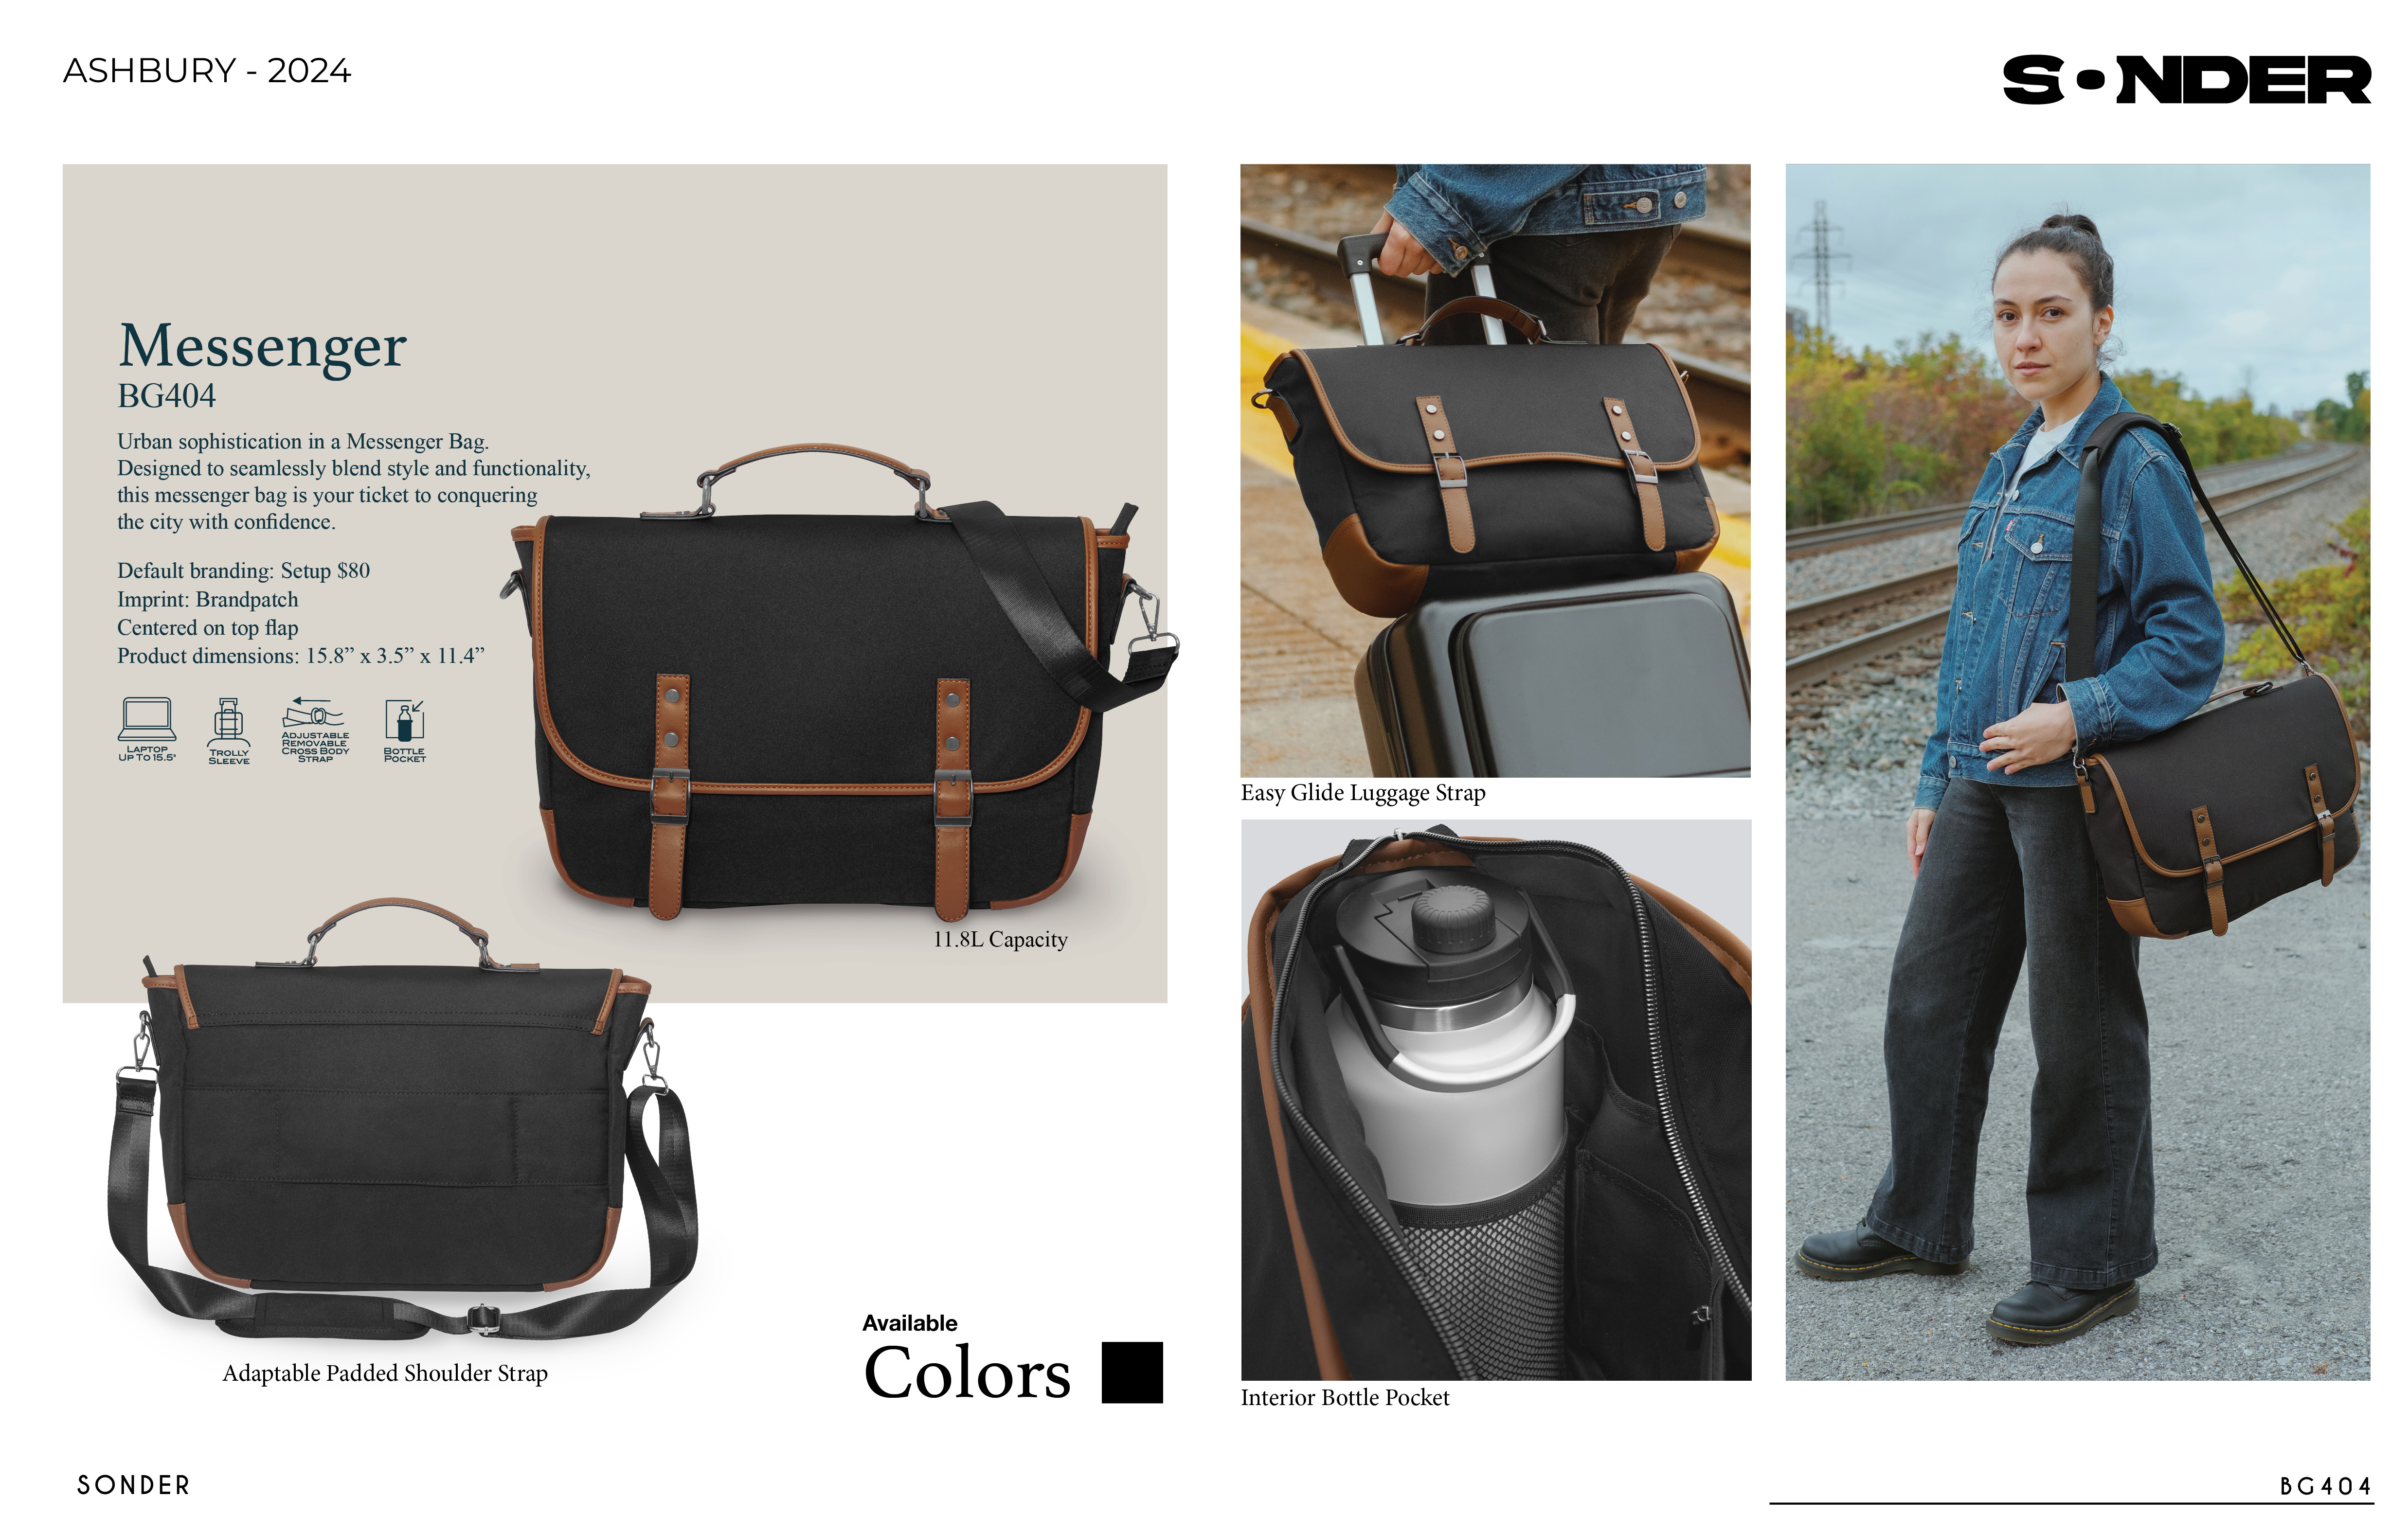 ASHBURY - 2024
SONDER
Messenger
BG404
Urban sophistication in a Messenger Bag.
Designed to seamlessly blend style and functionality,
this messenger bag is your ticket to conquering
the city with confidence.
Default branding: Setup $80
Imprint: Brandpatch
Centered on top flap
Product dimensions: 15.8” x 3.5” x 11.4”
LAPTOP
UP TO 15.5"
TROLLY
SLEEVE
ADJUSTABLE
REMOVABLE
CROSS BODY
STRAP
BOTTLE
POCKET
11.8L Capacity
Adaptable Padded Shoulder Strap
Available
Colors
Easy Glide Luggage Strap
Interior Bottle Pocket
SONDER
BG404